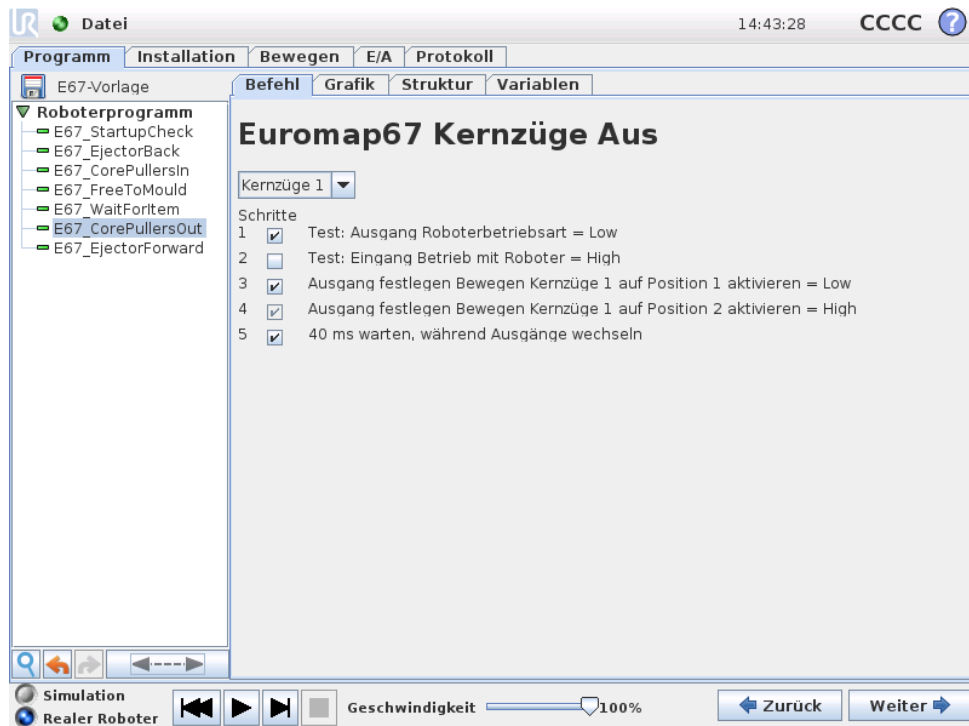 UR Datei 14:43:28 CCCC ?
Programm Installation Bewegen E/A Protokoll
E67-Vorlage
Befehl Grafik Struktur Variablen
Roboterprogramm
E67_StartupCheck
E67_EjectorBack
E67_CorePullersIn
E67_FreeToMould
E67_WaitForItem
E67_CorePullersOut
E67_EjectorForward
Euromap67 Kernzüge Aus
Kernzüge 1
Schritte
1 Test: Ausgang Roboterbetriebsart = Low
2 Test: Eingang Betrieb mit Roboter = High
3 Ausgang festlegen Bewegen Kernzüge 1 auf Position 1 aktivieren = Low
4 Ausgang festlegen Bewegen Kernzüge 1 auf Position 2 aktivieren = High
5 40 ms warten, während Ausgänge wechseln
Simulation
Realer Roboter
Geschwindigkeit 100%
Zurück Weiter